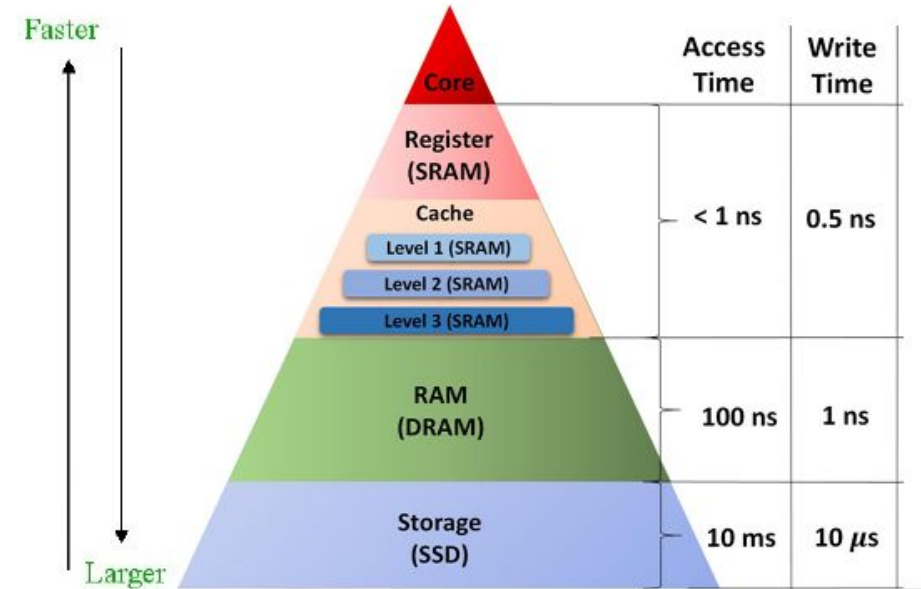 Faster
Larger
Core
Register
(SRAM)
Cache
Level 1 (SRAM)
Level 2 (SRAM)
Level 3 (SRAM)
RAM
(DRAM)
Storage
(SSD)
Access
Time
Write
Time
< 1 ns
0.5 ns
100 ns
1 ns
10 ms
10 μs